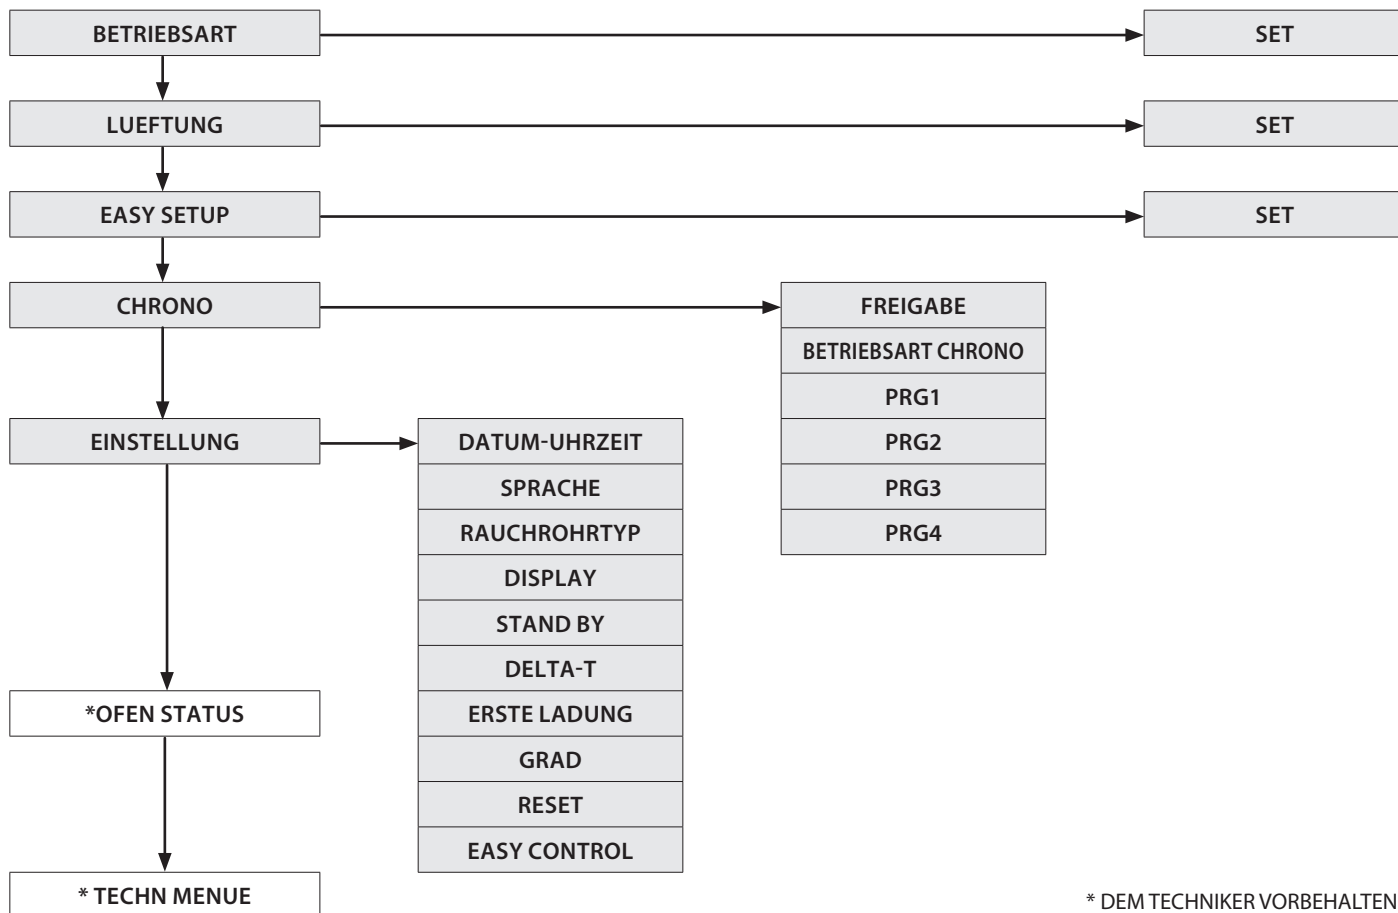 BETRIEBSART
SET
LUEFTUNG
SET
EASY SETUP
SET
CHRONO
FREIGABE
BETRIEBSART CHRONO
PRG1
PRG2
PRG3
PRG4
EINSTELLUNG
DATUM-UHRZEIT
SPRACHE
RAUCHROHRTYP
DISPLAY
STAND BY
DELTA-T
ERSTE LADUNG
GRAD
RESET
EASY CONTROL
*OFEN STATUS
* TECHN MENUE
* DEM TECHNIKER VORBEHALTEN